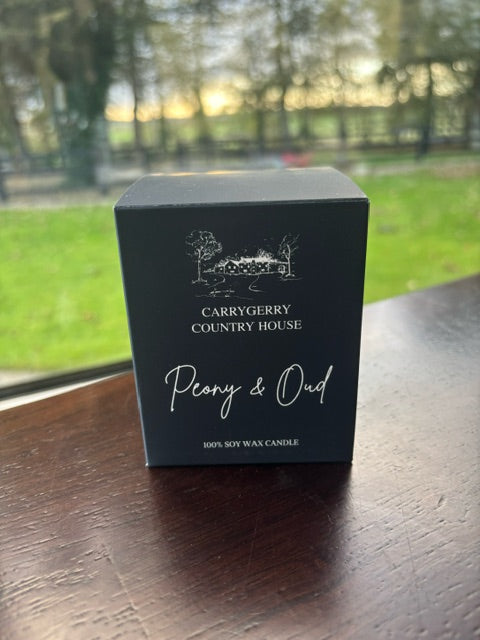 CARRYGERRY
COUNTRY HOUSE
Peony & Oud
100% SOY WAX CANDLE